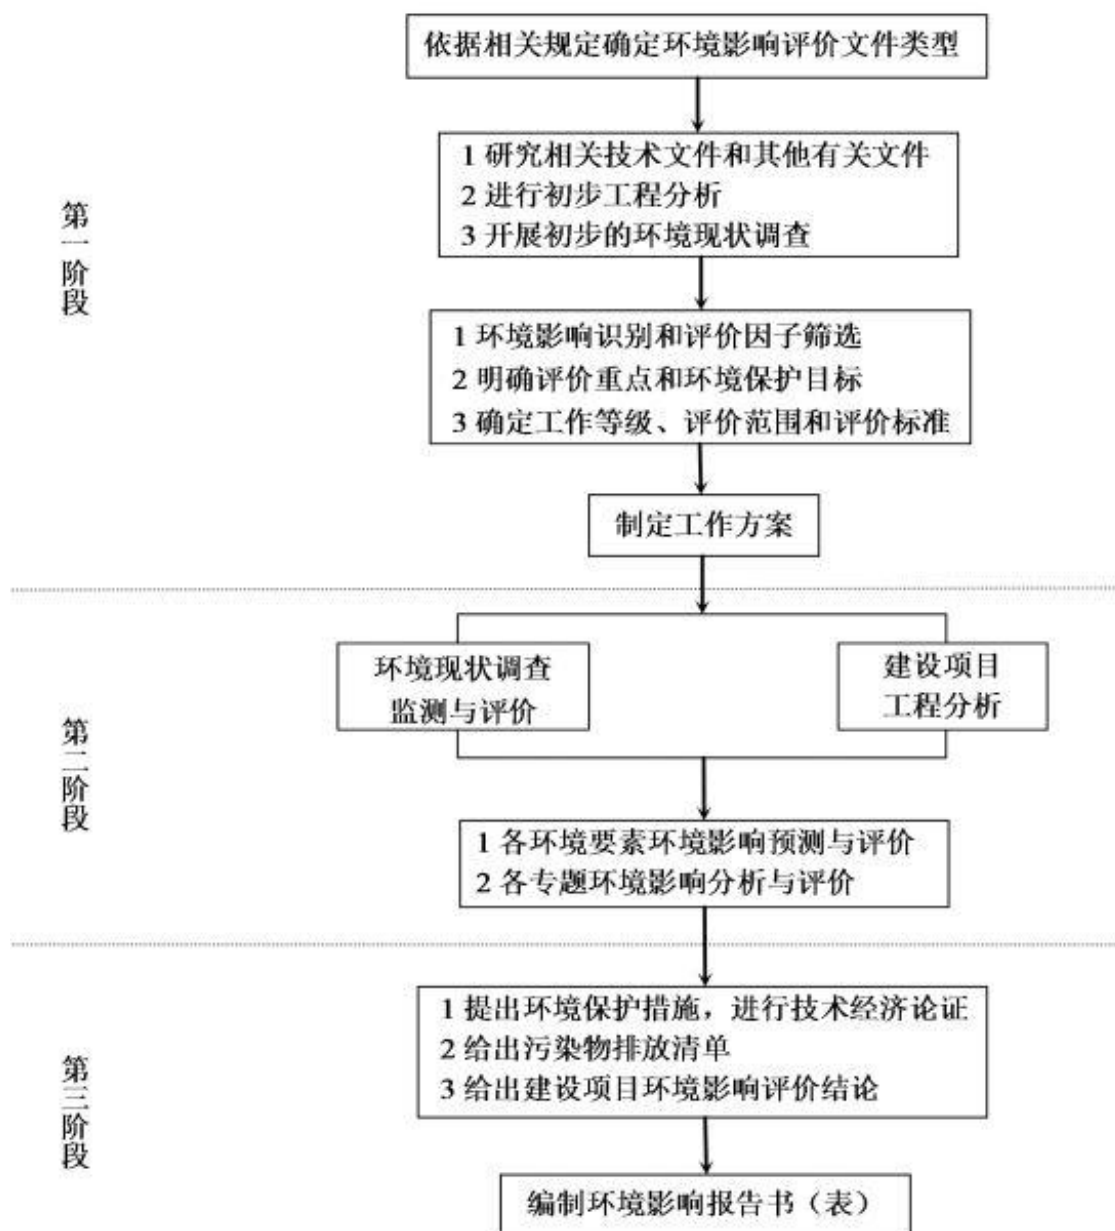 依据相关规定确定环境影响评价文件类型
第一阶段
1 研究相关技术文件和其他有关文件
2 进行初步工程分析
3 开展初步的环境现状调查
1 环境影响识别和评价因子筛选
2 明确评价重点和环境保护目标
3 确定工作等级、评价范围和评价标准
制定工作方案
第二阶段
环境现状调查
监测与评价
建设项目
工程分析
1 各环境要素环境影响预测与评价
2 各专题环境影响分析与评价
第三阶段
1 提出环境保护措施，进行技术经济论证
2 给出污染物排放清单
3 给出建设项目环境影响评价结论
编制环境影响报告书（表）